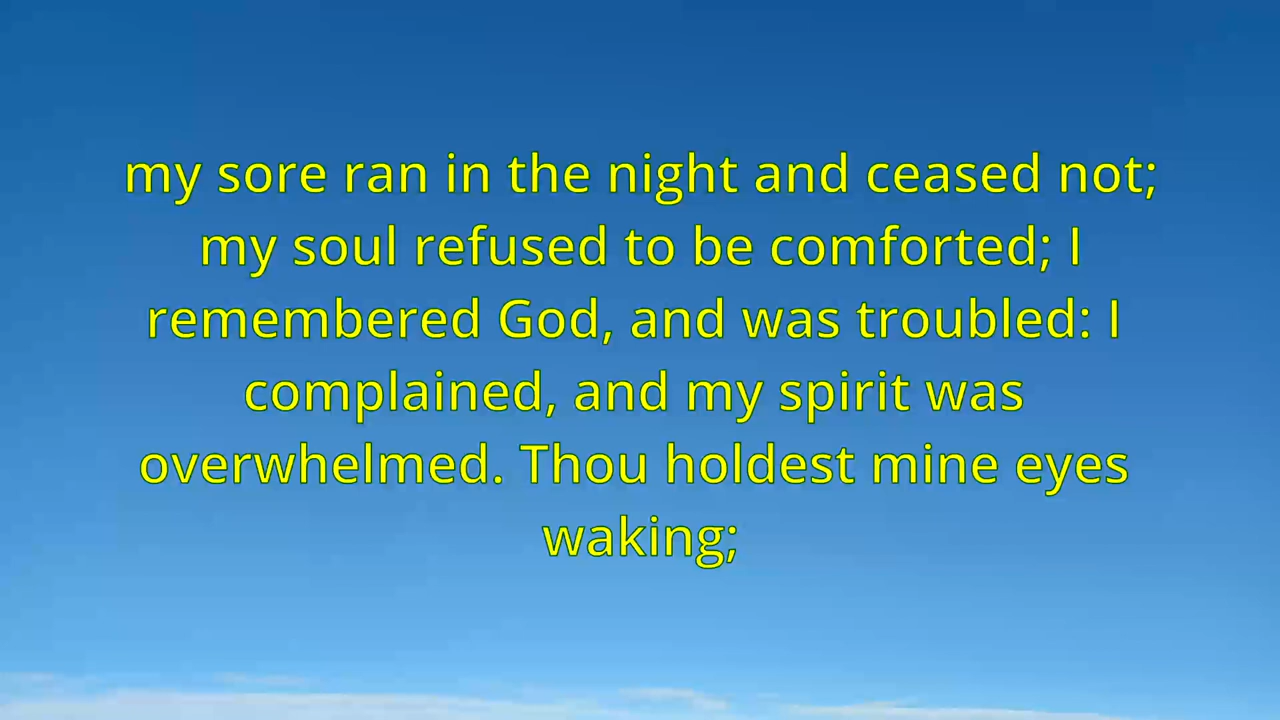 my sore ran in the night and ceased not;
my soul refused to be comforted; I
remembered God, and was troubled: I
complained, and my spirit was
overwhelmed. Thou holdest mine eyes
waking;